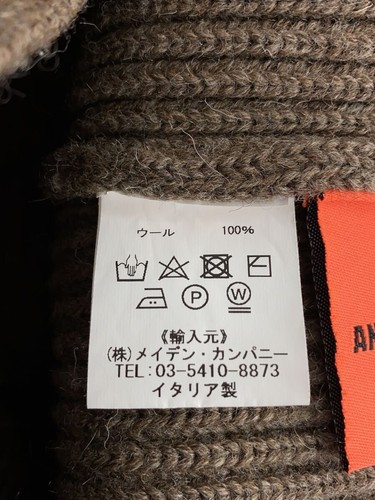 ウール 100%
P W
《輸入元》
(株)メイデン・カンパニー
TEL:03-5410-8873
イタリア製
AN